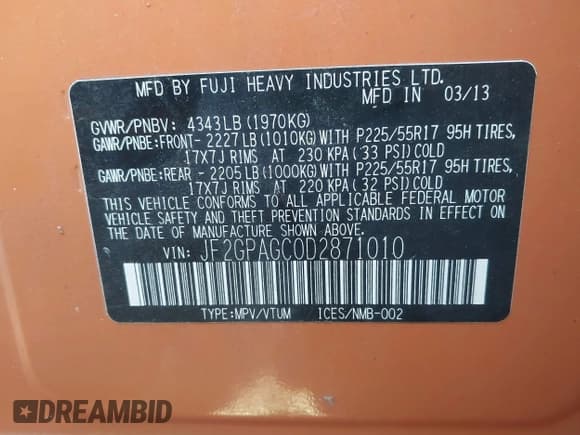 MFD BY FUJI HEAVY INDUSTRIES LTD.
MFD IN 03/13
GVWR/PNBV: 4343LB (1970KG)
GAWR/PNBE:FRONT- 2227LB (1010KG)WITH P225/55R17 95H TIRES,
17X7J RIMS AT 230 KPA(33 PSI)COLD
GAWR/PNBE:REAR - 2205LB (1000KG)WITH P225/55R17 95H TIRES,
17X7J RIMS AT 220 KPA(32 PSI)COLD
THIS VEHICLE CONFORMS TO ALL APPLICABLE FEDERAL MOTOR
VEHICLE SAFETY AND THEFT PREVENTION STANDARDS IN EFFECT ON
THE DATE OF MANUFACTURE SHOWN ABOVE.
VIN: JF2GPAGC0D2871010
TYPE:MPV/VTUM ICES/NMB-002
DREAMBID